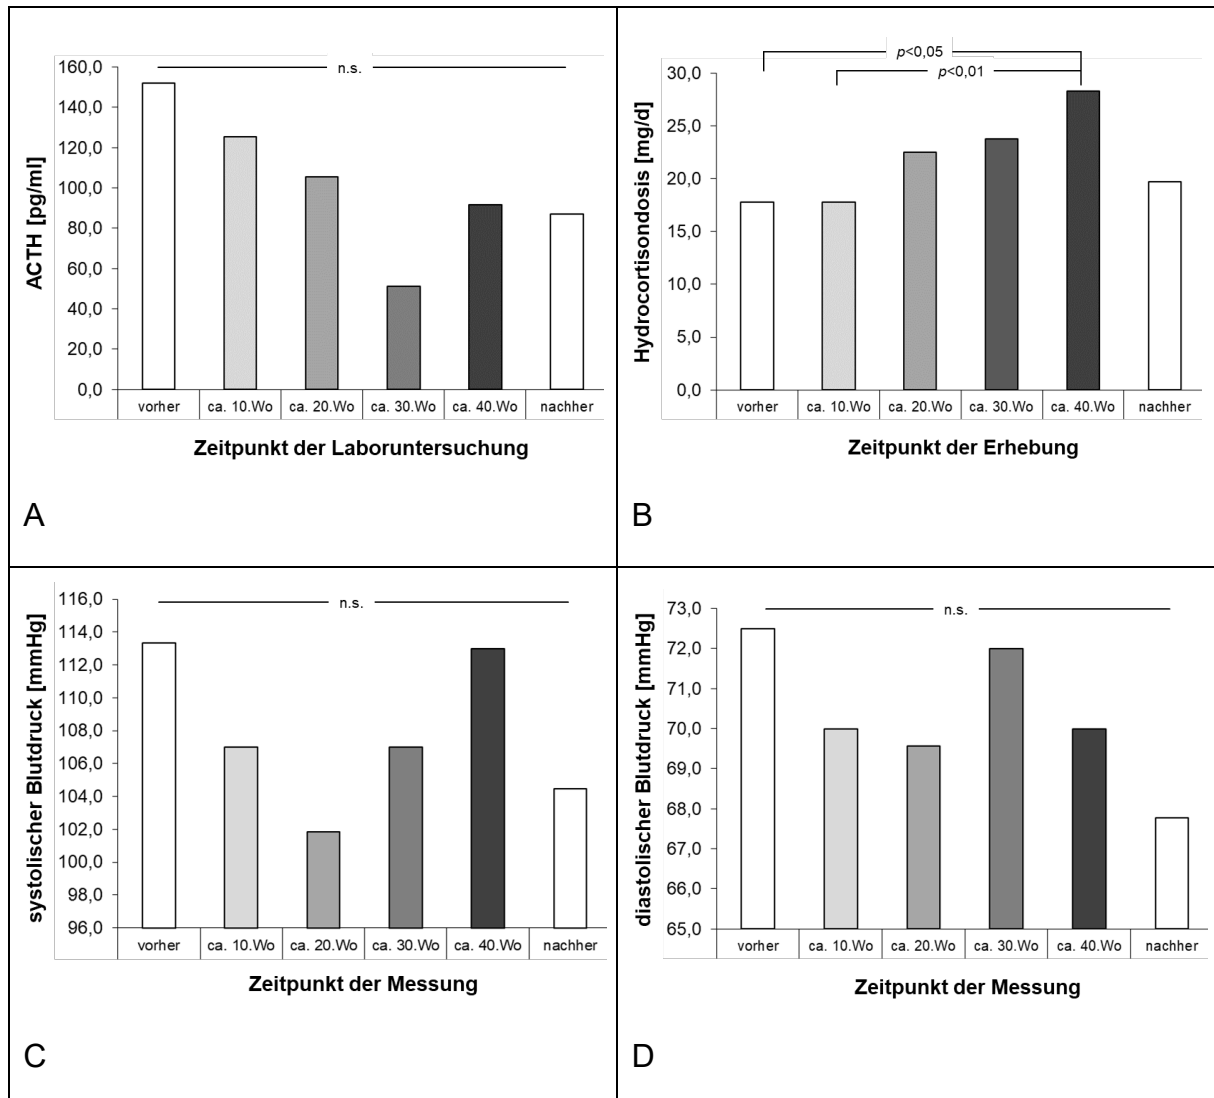 n.s.
160,0
140,0
120,0
100,0
80,0
60,0
40,0
20,0
0,0
ACTH [pg/ml]
vorher ca. 10.Wo ca. 20.Wo ca. 30.Wo ca. 40.Wo nachher
Zeitpunkt der Laboruntersuchung
A
p<0,05
p<0,01
30,0
25,0
20,0
15,0
10,0
5,0
0,0
Hydrocortisondosis [mg/d]
vorher ca. 10.Wo ca. 20.Wo ca. 30.Wo ca. 40.Wo nachher
Zeitpunkt der Erhebung
B
n.s.
116,0
114,0
112,0
110,0
108,0
106,0
104,0
102,0
100,0
98,0
96,0
systolischer Blutdruck [mmHg]
vorher ca. 10.Wo ca. 20.Wo ca. 30.Wo ca. 40.Wo nachher
Zeitpunkt der Messung
C
n.s.
73,0
72,0
71,0
70,0
69,0
68,0
67,0
66,0
65,0
diastolischer Blutdruck [mmHg]
vorher ca. 10.Wo ca. 20.Wo ca. 30.Wo ca. 40.Wo nachher
Zeitpunkt der Messung
D